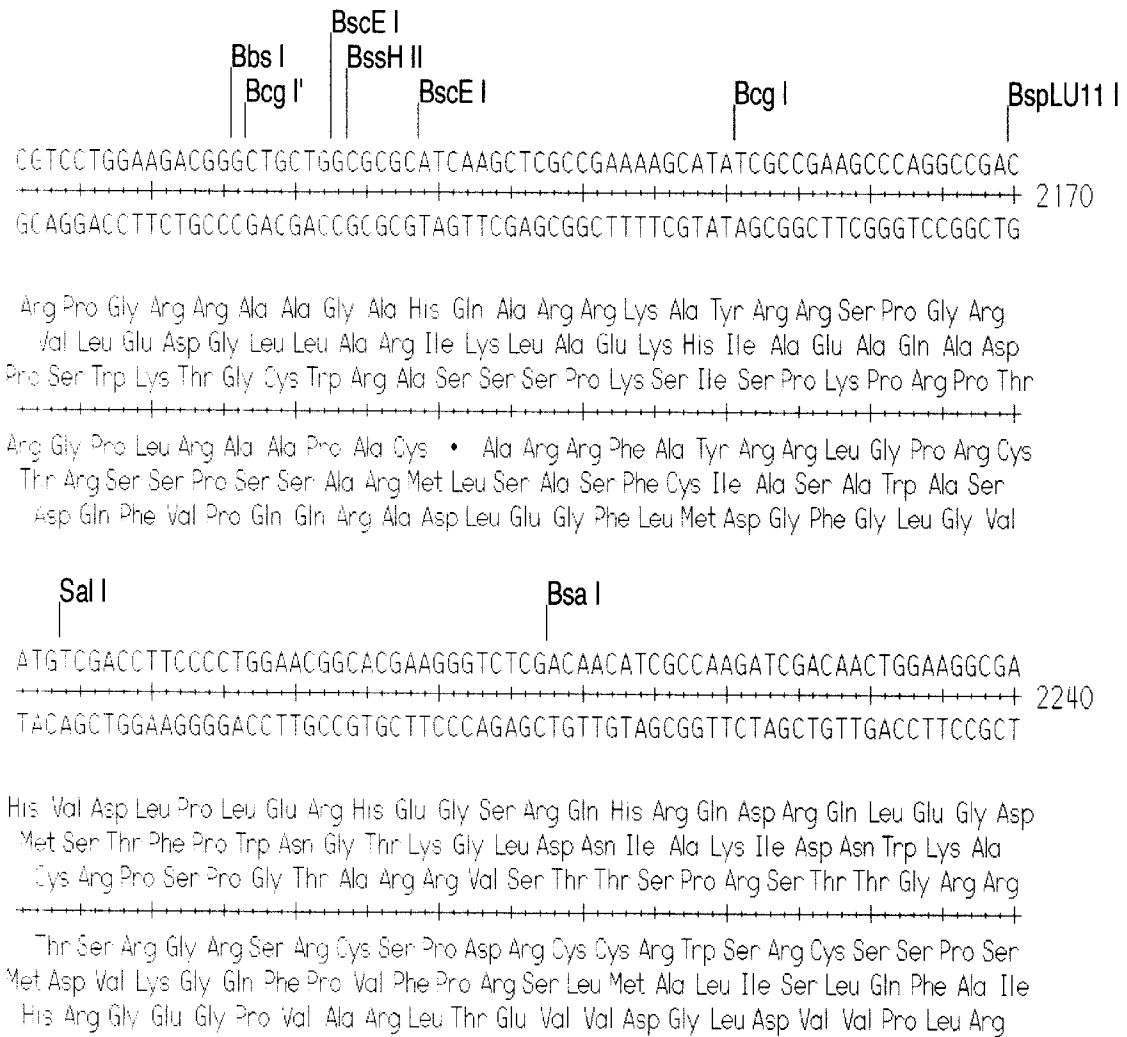 BscE I
Bbs I BssH II
Bcg I' BscE I Bcg I BspLU11 I
CGTCCTGGAAGACGGGCTGCTGGCGCGCATCAAGCTCGCCGAAAAGCATATCGCCGAAGCCCAGGCCGAC
2170
GCAGGACCTTCTGCCCGACGACCGCGCGTAGTTCGAGCGGCTTTTCGTATAGCGGCTTCGGGTCCGGCTG
Arg Pro Gly Arg Arg Ala Ala Gly Ala His Gln Ala Arg Arg Lys Ala Tyr Arg Arg Ser Pro Gly Arg
Val Leu Glu Asp Gly Leu Leu Ala Arg Ile Lys Leu Ala Glu Lys His Ile Ala Glu Ala Gln Ala Asp
Pro Ser Trp Lys Thr Gly Cys Trp Arg Ala Ser Ser Ser Pro Lys Ser Ile Ser Pro Lys Pro Arg Pro Thr
Arg Gly Pro Leu Arg Ala Ala Pro Ala Cys • Ala Arg Arg Phe Ala Tyr Arg Arg Leu Gly Pro Arg Cys
Thr Arg Ser Ser Pro Ser Ser Ala Arg Met Leu Ser Ala Ser Phe Cys Ile Ala Ser Ala Trp Ala Ser
Asp Gln Phe Val Pro Gln Gln Arg Ala Asp Leu Glu Gly Phe Leu Met Asp Gly Phe Gly Leu Gly Val
Sal I Bsa I
ATGTCGACCTTCCCCTGGAACGGCACGAAGGGTCTCGACAACATCGCCAAGATCGACAACTGGAAGGCGA
2240
TACAGCTGGAAGGGGACCTTGCCGTGCTTCCCAGAGCTGTTGTAGCGGTTCTAGCTGTTGACCTTCCGCT
His Val Asp Leu Pro Leu Glu Arg His Glu Gly Ser Arg Gln His Arg Gln Asp Arg Gln Leu Glu Gly Asp
Met Ser Thr Phe Pro Trp Asn Gly Thr Lys Gly Leu Asp Asn Ile Ala Lys Ile Asp Asn Trp Lys Ala
Cys Arg Pro Ser Pro Gly Thr Ala Arg Arg Val Ser Thr Thr Ser Pro Arg Ser Thr Thr Gly Arg Arg
Thr Ser Arg Gly Arg Ser Arg Cys Ser Pro Asp Arg Cys Cys Arg Trp Ser Arg Cys Ser Ser Pro Ser
Met Asp Val Lys Gly Gln Phe Pro Val Phe Pro Arg Ser Leu Met Ala Leu Ile Ser Leu Gln Phe Ala Ile
His Arg Gly Glu Gly Pro Val Ala Arg Leu Thr Glu Val Val Asp Gly Leu Asp Val Val Pro Leu Arg